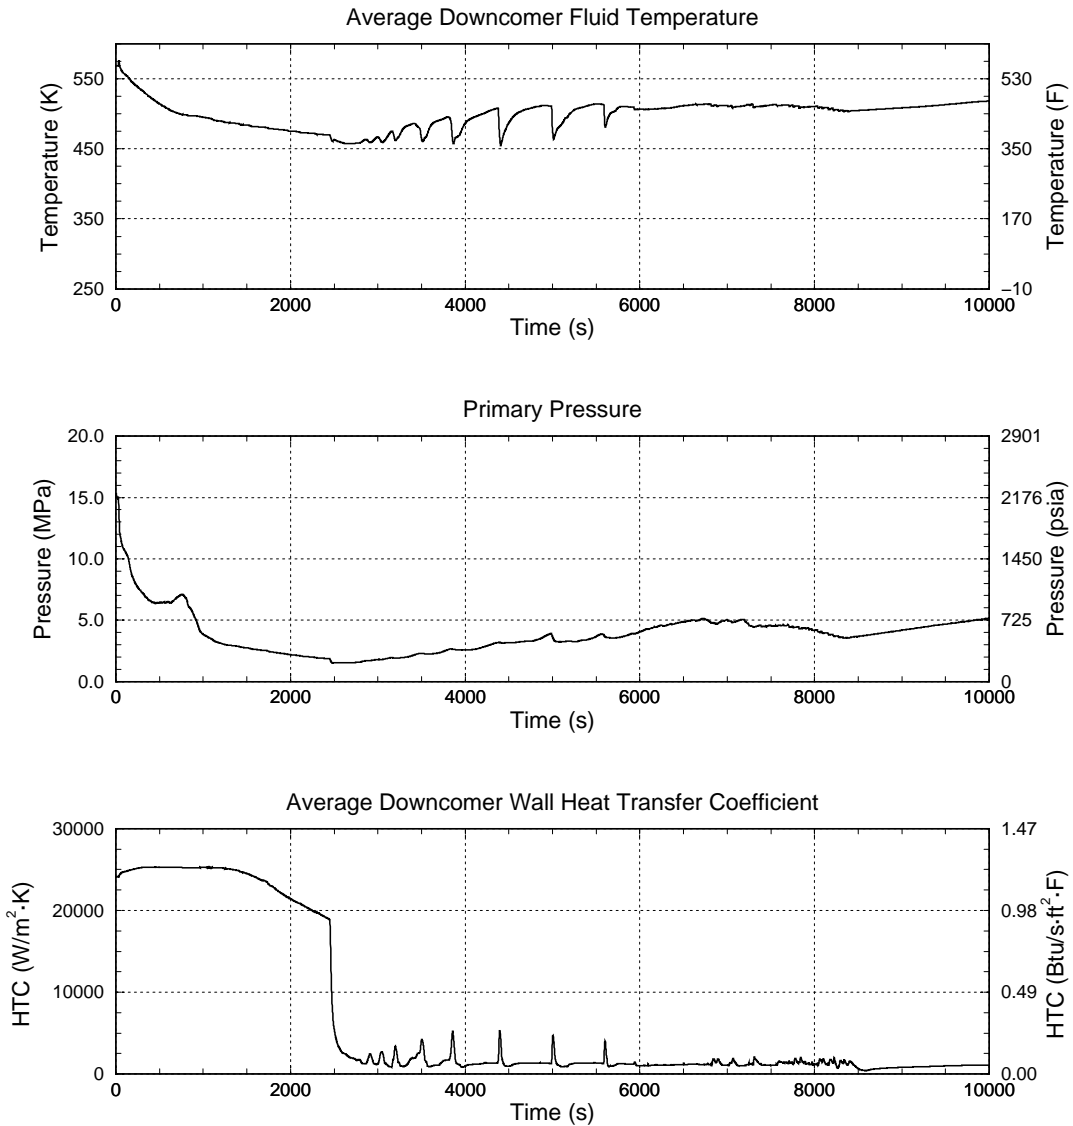 Average Downcomer Fluid Temperature
Temperature (K)
550
450
350
250
530
350
170
−10
Temperature (F)
0 2000 4000 6000 8000 10000
Time (s)
Primary Pressure
Pressure (MPa)
20.0
15.0
10.0
5.0
0.0
2901
2176
1450
725
0
Pressure (psia)
0 2000 4000 6000 8000 10000
Time (s)
Average Downcomer Wall Heat Transfer Coefficient
HTC (W/m²·K)
30000
20000
10000
0
1.47
0.98
0.49
0.00
HTC (Btu/s·ft²·F)
0 2000 4000 6000 8000 10000
Time (s)